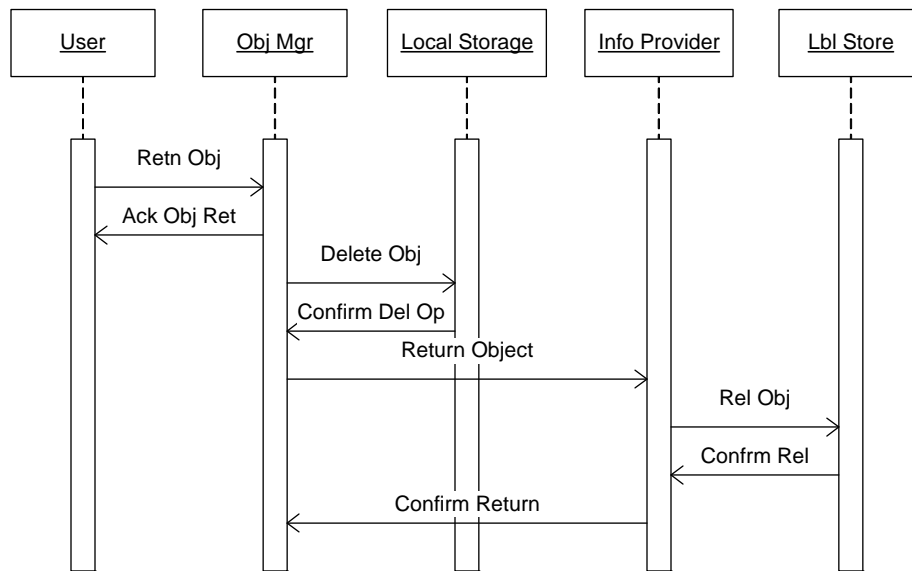 User
Obj Mgr
Local Storage
Info Provider
Lbl Store
Retn Obj
Ack Obj Ret
Delete Obj
Confirm Del Op
Return Object
Rel Obj
Confrm Rel
Confirm Return